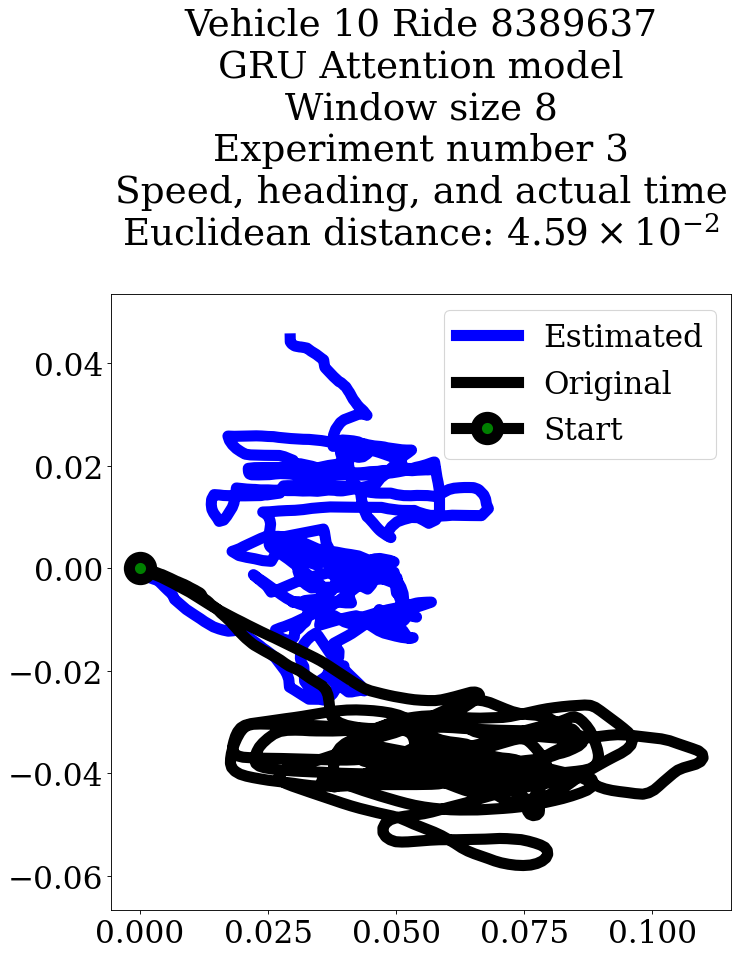 Vehicle 10 Ride 8389637
GRU Attention model
Window size 8
Experiment number 3
Speed, heading, and actual time
Euclidean distance: 4.59 × 10⁻²
Estimated
Original
Start
0.04
0.02
0.00
−0.02
−0.04
−0.06
0.000 0.025 0.050 0.075 0.100